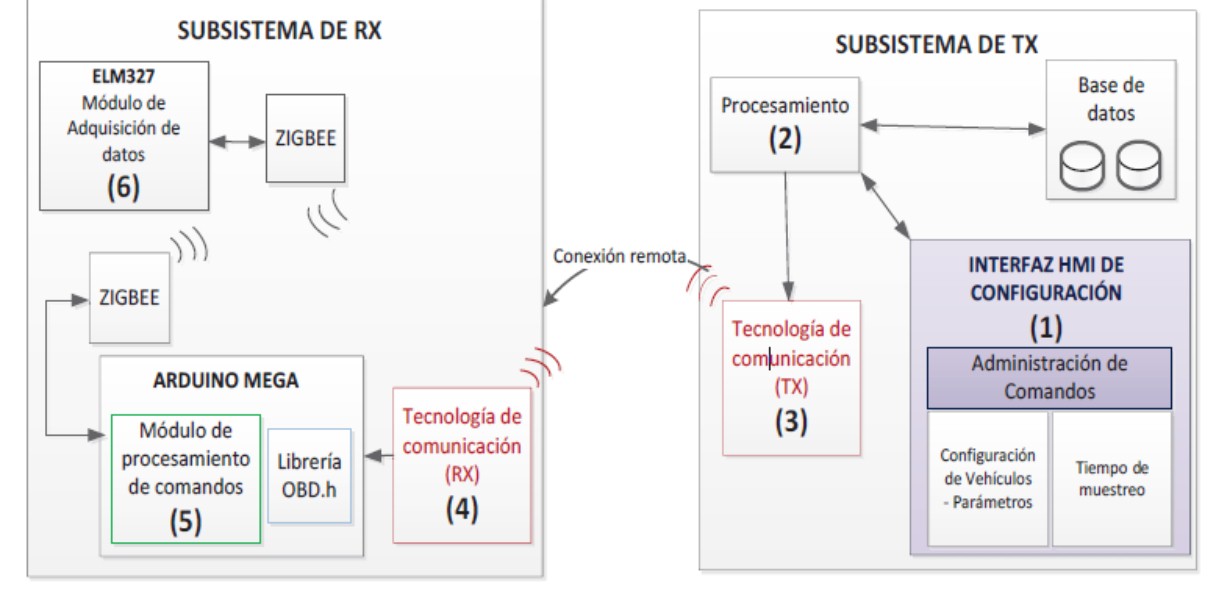 SUBSISTEMA DE RX
ELM327
Módulo de
Adquisición de
datos
(6)
ZIGBEE
ZIGBEE
ARDUINO MEGA
Módulo de
procesamiento
de comandos
(5)
Librería
OBD.h
Tecnología de
comunicación
(RX)
(4)
Conexión remota
SUBSISTEMA DE TX
Procesamiento
(2)
Base de
datos
Tecnología de
comunicación
(TX)
(3)
INTERFAZ HMI DE
CONFIGURACIÓN
(1)
Administración de
Comandos
Configuración
de Vehículos
- Parámetros
Tiempo de
muestreo